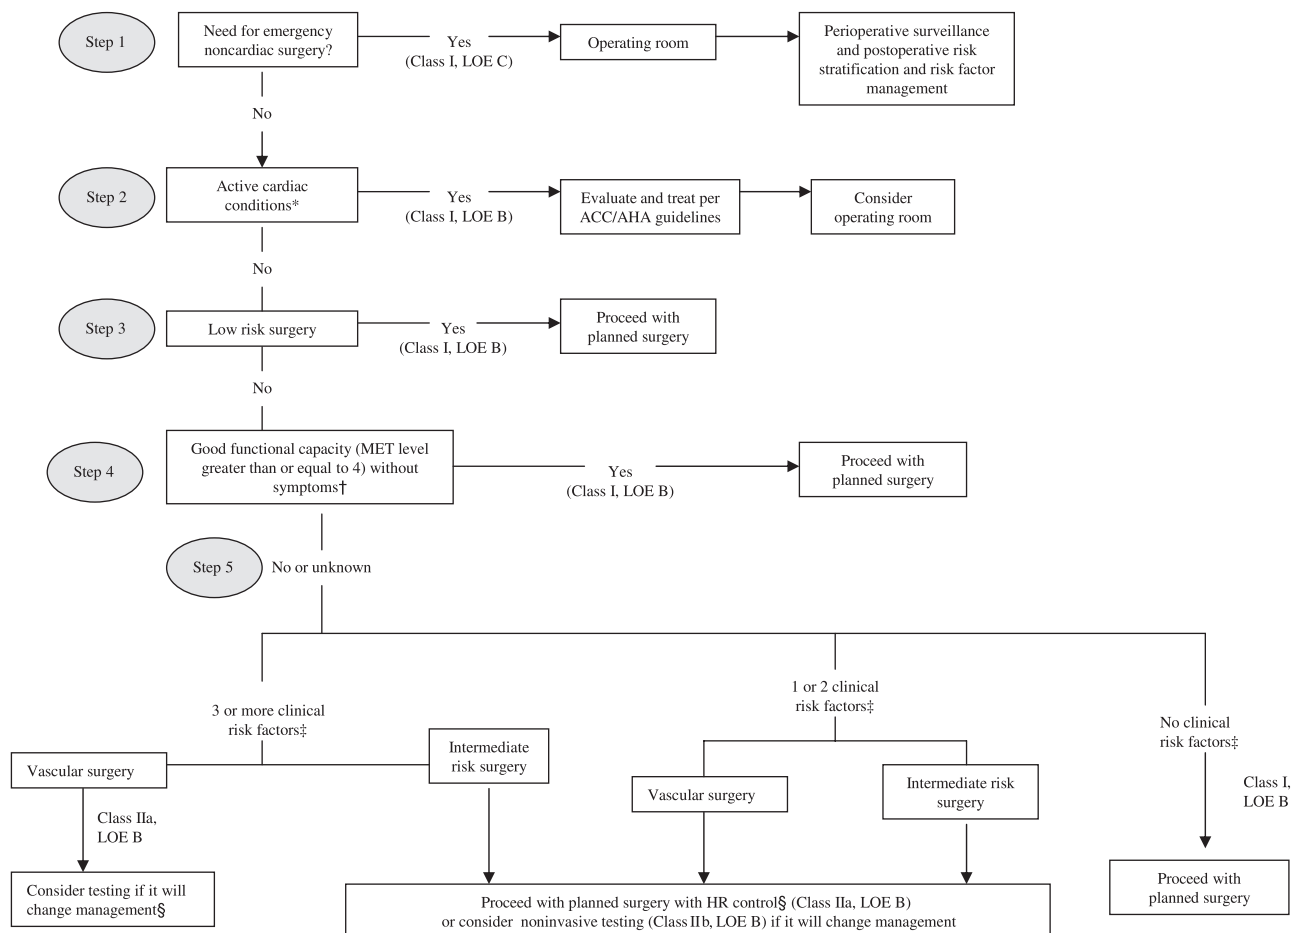 Step 1
Need for emergency
noncardiac surgery?
Yes
(Class I, LOE C)
Operating room
Perioperative surveillance
and postoperative risk
stratification and risk factor
management
No
Step 2
Active cardiac
conditions*
Yes
(Class I, LOE B)
Evaluate and treat per
ACC/AHA guidelines
Consider
operating room
No
Step 3
Low risk surgery
Yes
(Class I, LOE B)
Proceed with
planned surgery
No
Step 4
Good functional capacity (MET level
greater than or equal to 4) without
symptoms†
Yes
(Class I, LOE B)
Proceed with
planned surgery
Step 5
No or unknown
3 or more clinical
risk factors‡
1 or 2 clinical
risk factors‡
No clinical
risk factors‡
Vascular surgery
Intermediate
risk surgery
Vascular surgery
Intermediate risk
surgery
Class I,
LOE B
Class IIa,
LOE B
Consider testing if it will
change management§
Proceed with planned surgery with HR control§ (Class IIa, LOE B)
or consider noninvasive testing (Class IIb, LOE B) if it will change management
Proceed with
planned surgery